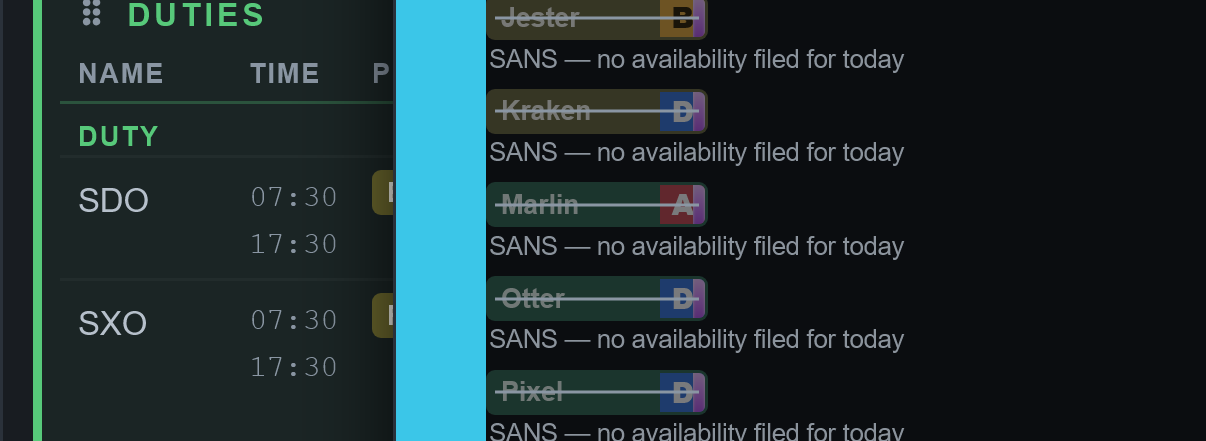 DUTIES
NAME TIME P
DUTY
SDO 07:30
17:30
SXO 07:30
17:30
Jester B
SANS — no availability filed for today
Kraken D
SANS — no availability filed for today
Marlin A
SANS — no availability filed for today
Otter D
SANS — no availability filed for today
Pixel D
SANS — no availability filed for today